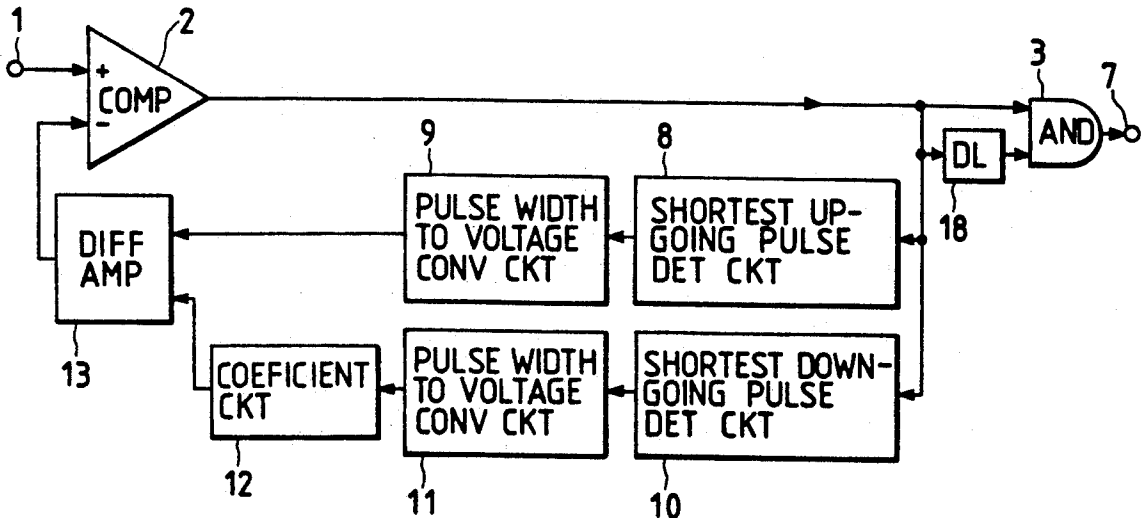 1
2
+
COMP
-
3
7
AND
DL
18
9
8
PULSE WIDTH
TO VOLTAGE
CONV CKT
SHORTEST UP-
GOING PULSE
DET CKT
DIFF
AMP
13
COEFICIENT
CKT
12
PULSE WIDTH
TO VOLTAGE
CONV CKT
11
SHORTEST DOWN-
GOING PULSE
DET CKT
10